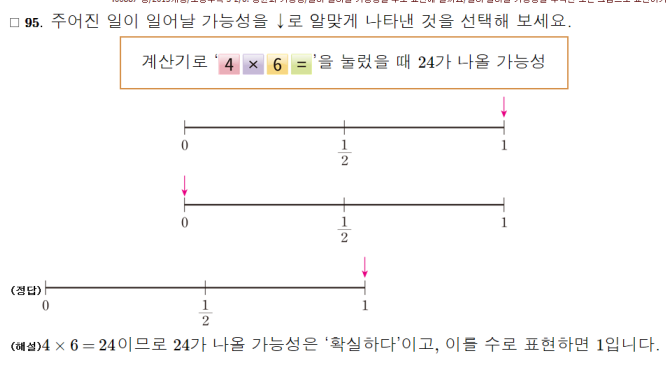 □ 95. 주어진 일이 일어날 가능성을 ↓로 알맞게 나타낸 것을 선택해 보세요.
계산기로 ‘4 × 6 =’을 눌렀을 때 24가 나올 가능성
0 1/2 1
0 1/2 1
(정답)
0 1/2 1
(해설)4 × 6 = 24이므로 24가 나올 가능성은 ‘확실하다’이고, 이를 수로 표현하면 1입니다.